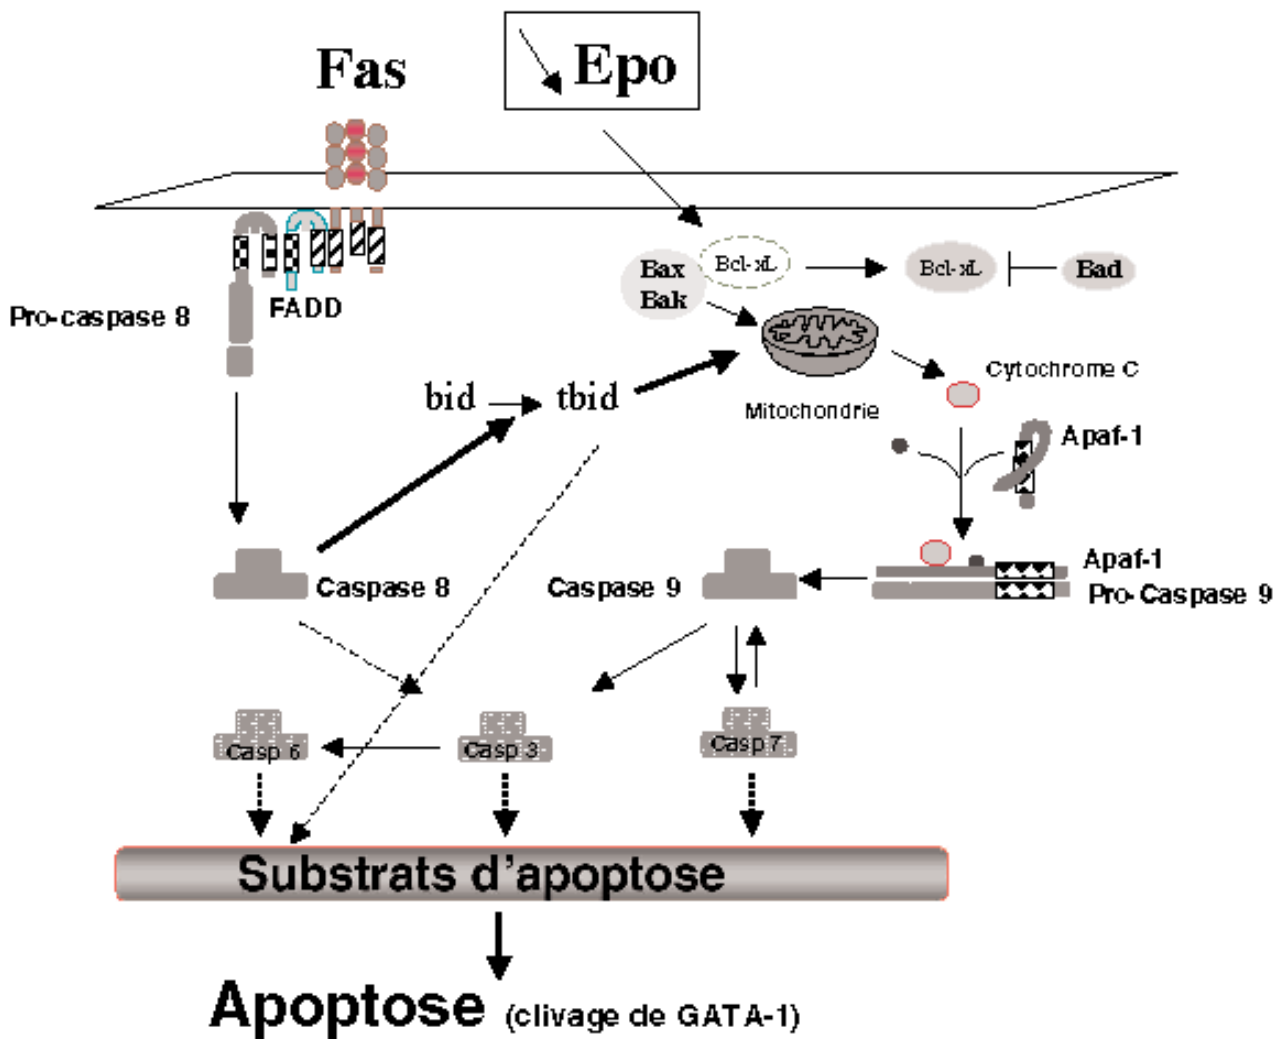 Fas
Epo
Bax
Bak
Bcl-xL
Bcl-xL
Bad
Pro-caspase 8
FADD
Cytochrome C
bid
tbid
Mitochondrie
Apaf-1
Caspase 8
Caspase 9
Apaf-1
Pro-Caspase 9
Casp 6
Casp 3
Casp 7
Substrats d'apoptose
Apoptose (clivage de GATA-1)